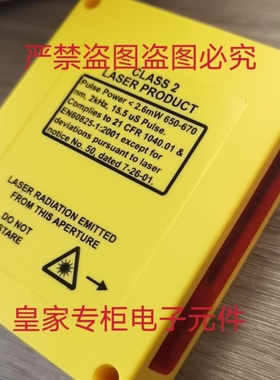 严禁盗图盗图必究
CLASS 2
LASER PRODUCT
Pulse Power < 2.6mW 650-670
nm, 2kHz, 15.5 uS Pulse.
Complies to 21 CFR 1040.01 &
EN60825-1:2001 except for
deviations pursuant to laser
notice No. 50, dated 7-26-01.
LASER RADIATION EMITTED
FROM THIS APERTURE
DO NOT
STARE
皇家专柜电子元件